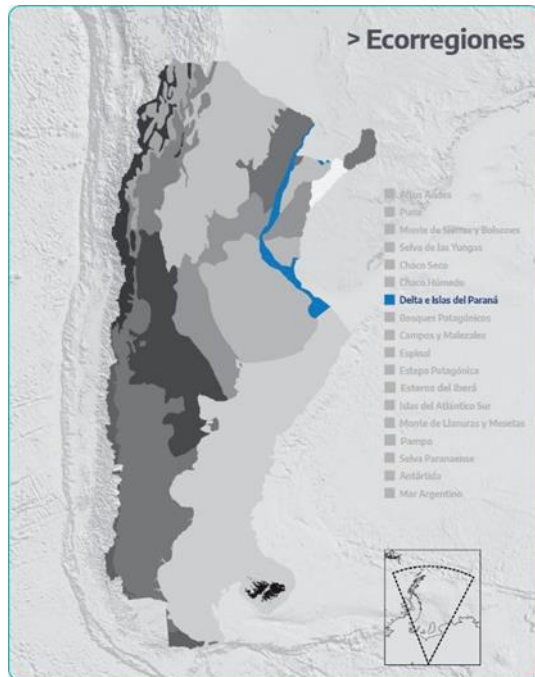 > Ecorregiones
Altos Andes
Puna
Monte de Sierras y Bolsones
Selva de las Yungas
Chaco Seco
Chaco Húmedo
Delta e Islas del Paraná
Bosques Patagónicos
Campos y Malezales
Espinal
Estepa Patagónica
Esteros del Iberá
Islas del Atlántico Sur
Monte de Llanuras y Mesetas
Pampa
Selva Paranaense
Antártida
Mar Argentino